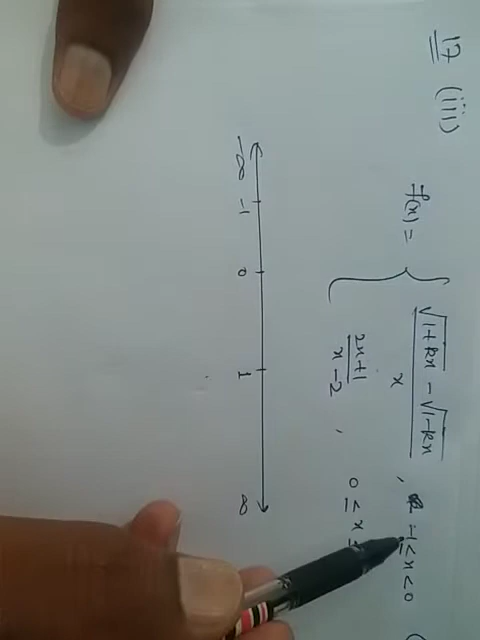 17 (iii)
f(x) = { √1+kx - √1-kx / x , -1 ≤ x < 0
2x+1 / x-2 , 0 ≤ x
-∞ -1 0 1 ∞